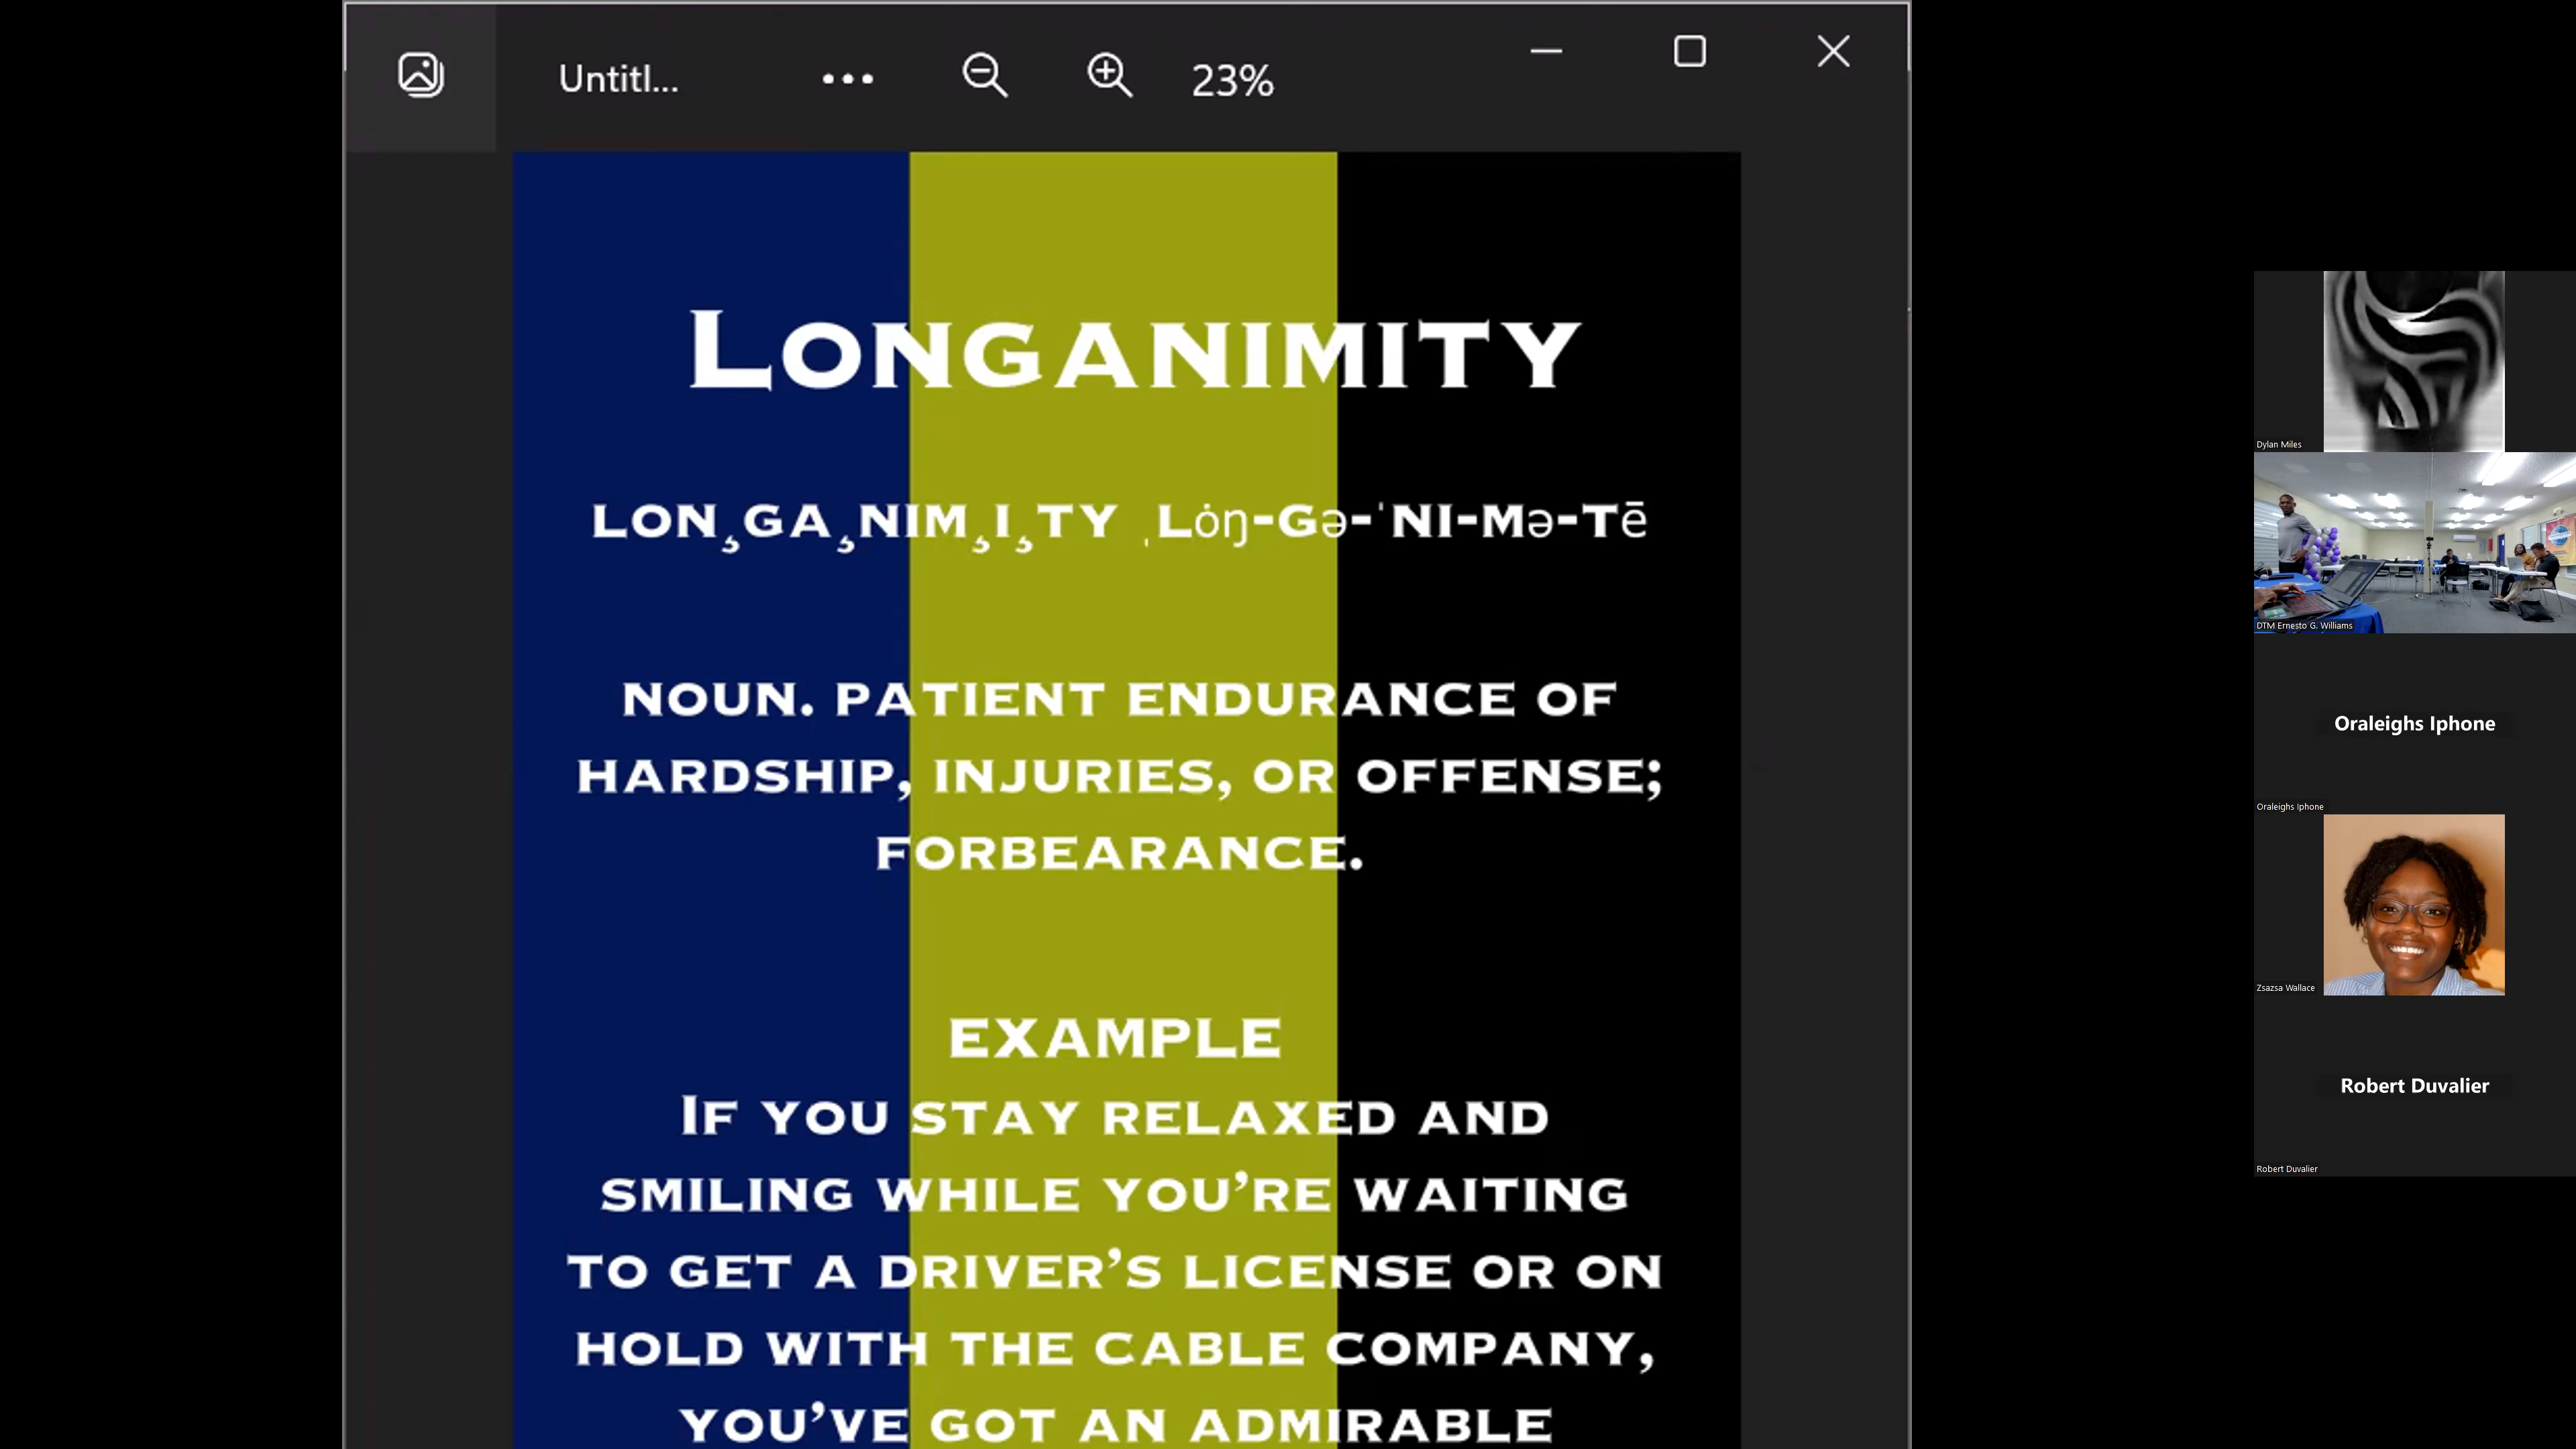 Untitl...
23%
LONGANIMITY
LON¸GA¸NIM¸I¸TY ˌLȯŋ-Gə-ˈNI-Mə-Tē
NOUN. PATIENT ENDURANCE OF
HARDSHIP, INJURIES, OR OFFENSE;
FORBEARANCE.
EXAMPLE
IF YOU STAY RELAXED AND
SMILING WHILE YOU’RE WAITING
TO GET A DRIVER’S LICENSE OR ON
HOLD WITH THE CABLE COMPANY,
YOU’VE GOT AN ADMIRABLE
Dylan Miles
DTM Ernesto G. Williams
Oraleighs Iphone
Oraleighs Iphone
Zsazsa Wallace
Robert Duvalier
Robert Duvalier